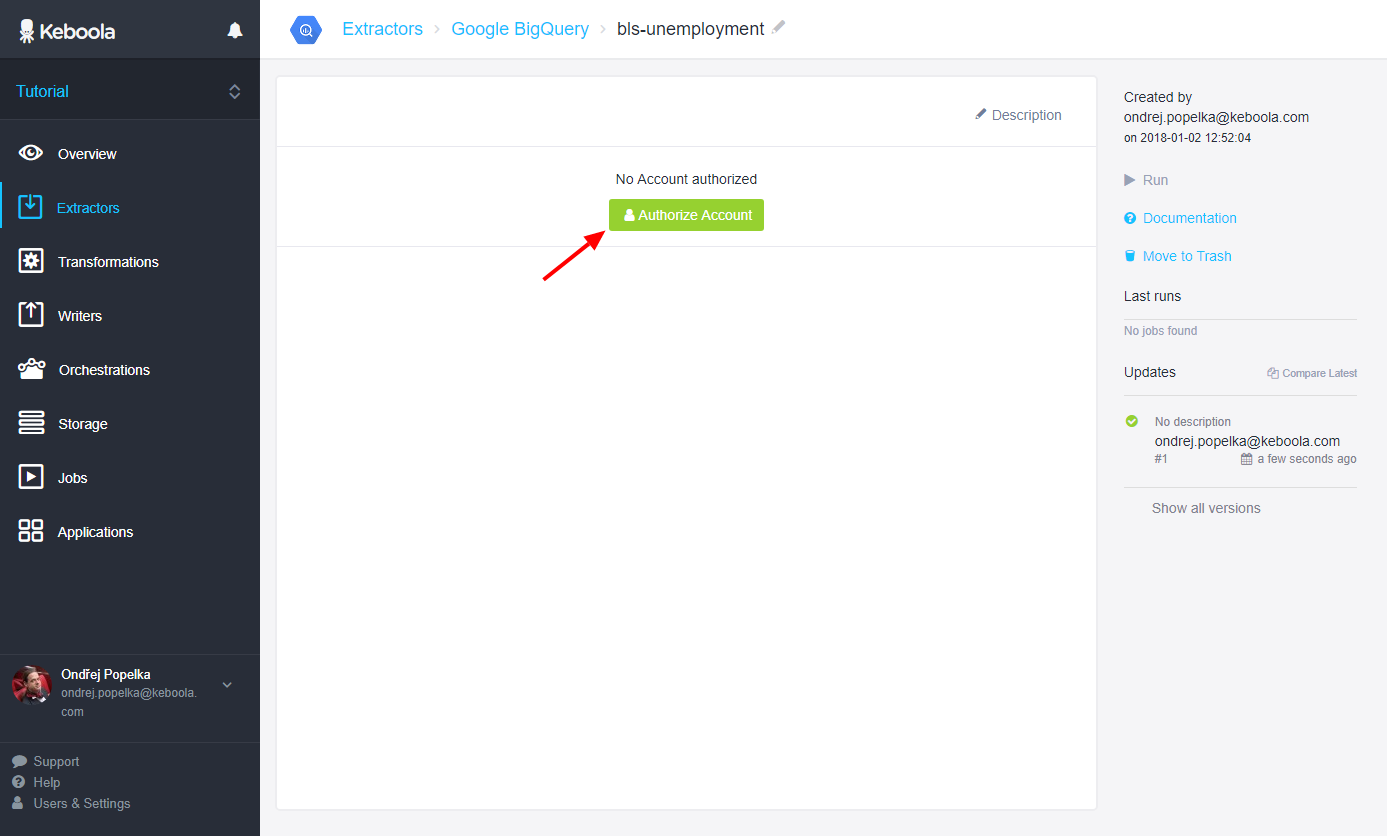 Keboola
Tutorial
Overview
Extractors
Transformations
Writers
Orchestrations
Storage
Jobs
Applications
Ondřej Popelka
ondrej.popelka@keboola.
com
Support
Help
Users & Settings
Extractors › Google BigQuery › bls-unemployment
Description
No Account authorized
Authorize Account
Created by
ondrej.popelka@keboola.com
on 2018-01-02 12:52:04
Run
Documentation
Move to Trash
Last runs
No jobs found
Updates Compare Latest
No description
ondrej.popelka@keboola.com
#1 a few seconds ago
Show all versions